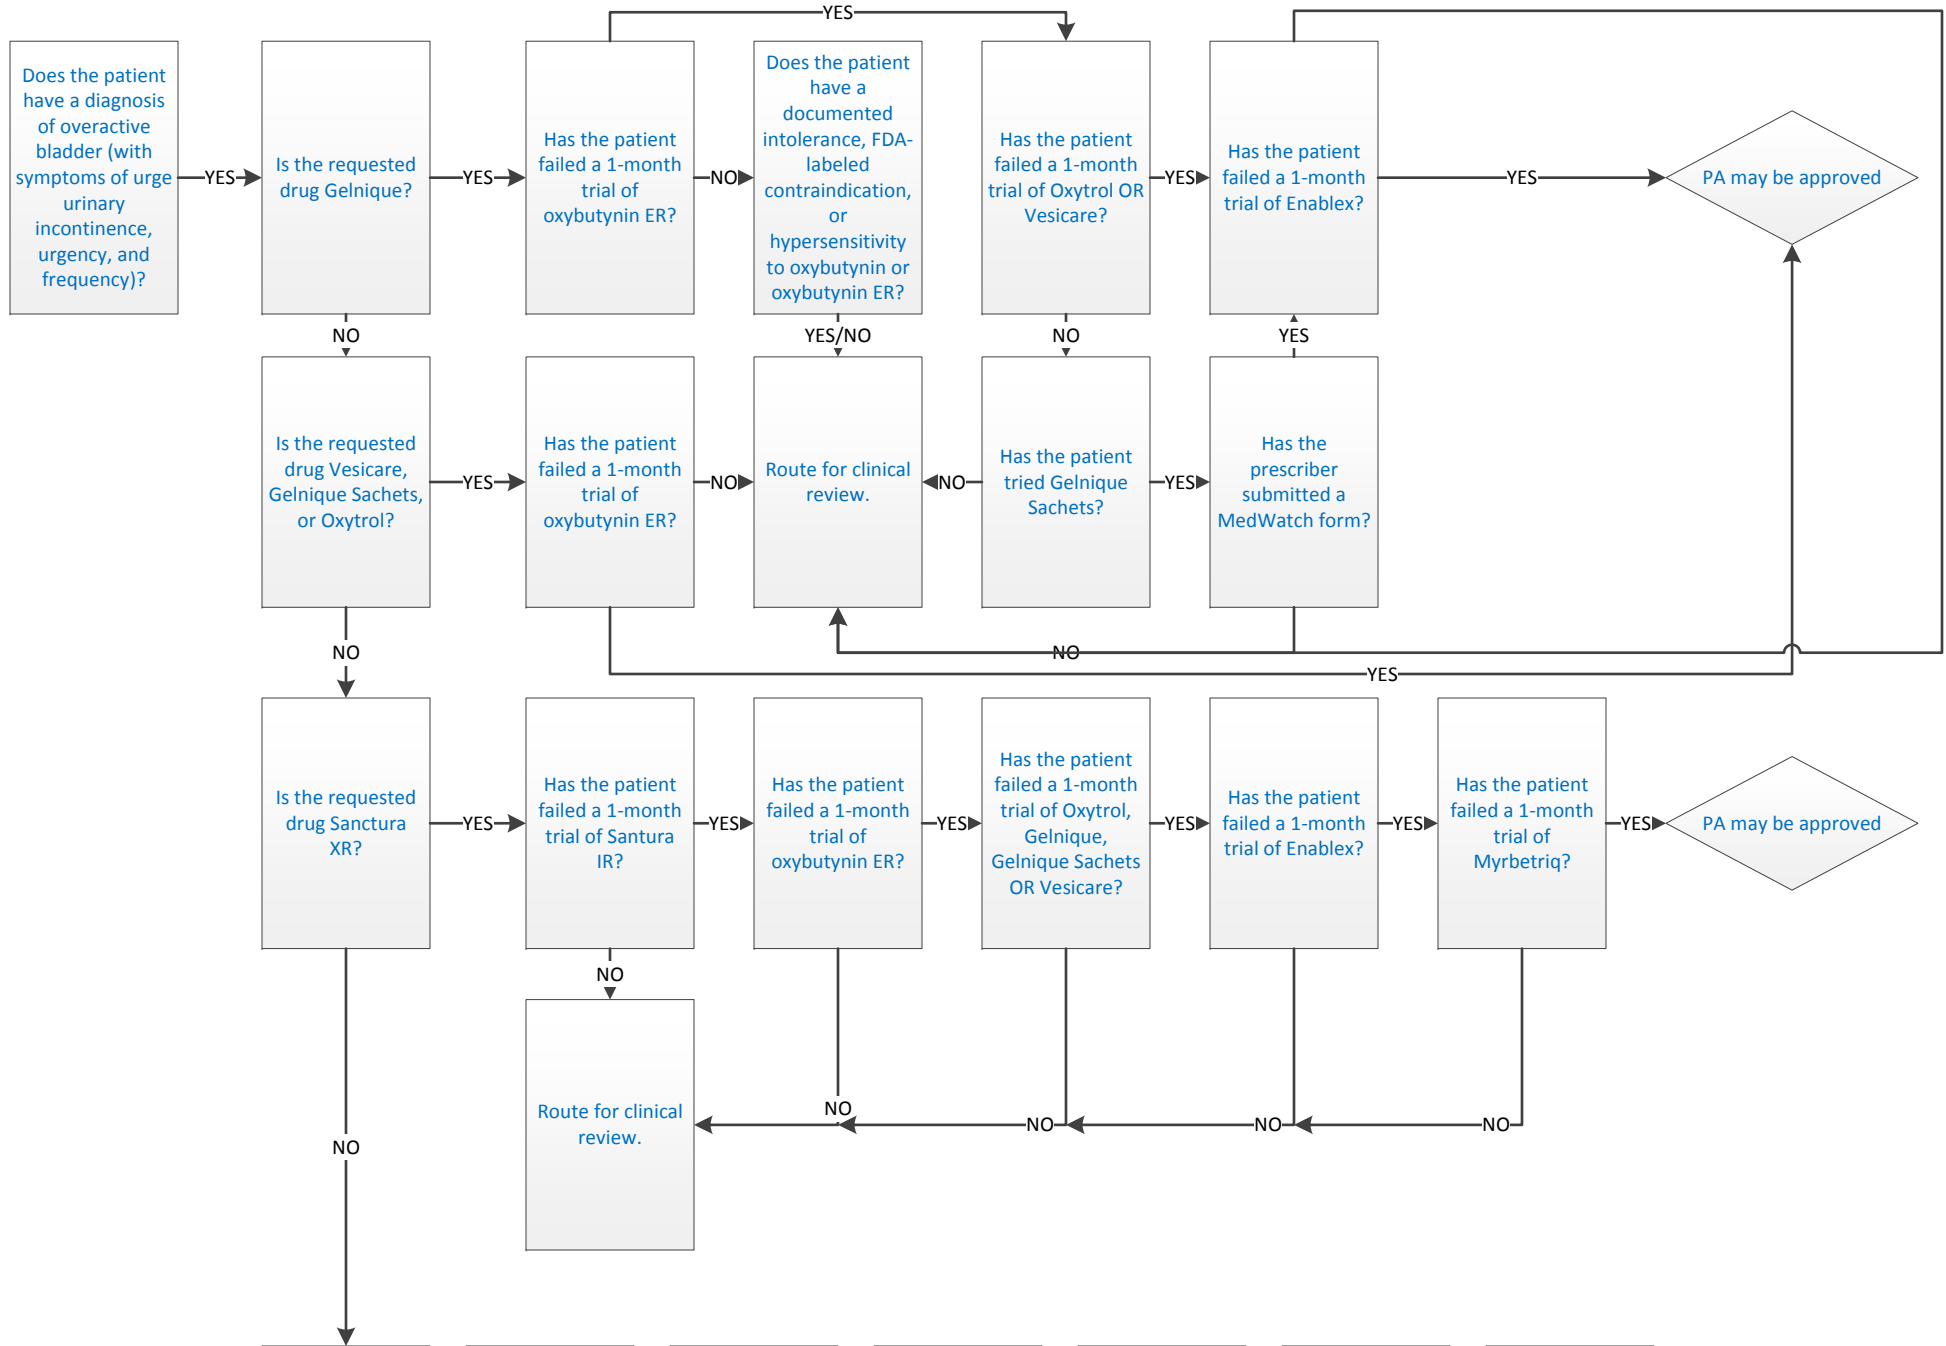 YES
Does the patient
have a diagnosis
of overactive
bladder (with
symptoms of urge
urinary
incontinence,
urgency, and
frequency)?
YES
Is the requested
drug Gelnique?
YES
Has the patient
failed a 1-month
trial of
oxybutynin ER?
NO
Does the patient
have a
documented
intolerance, FDA-
labeled
contraindication,
or
hypersensitivity
to oxybutynin or
oxybutynin ER?
Has the patient
failed a 1-month
trial of Oxytrol OR
Vesicare?
YES
Has the patient
failed a 1-month
trial of Enablex?
YES
PA may be approved
NO
YES/NO
NO
YES
Is the requested
drug Vesicare,
Gelnique Sachets,
or Oxytrol?
YES
Has the patient
failed a 1-month
trial of
oxybutynin ER?
NO
Route for clinical
review.
NO
Has the patient
tried Gelnique
Sachets?
YES
Has the
prescriber
submitted a
MedWatch form?
NO
NO
YES
Is the requested
drug Sanctura
XR?
YES
Has the patient
failed a 1-month
trial of Santura
IR?
YES
Has the patient
failed a 1-month
trial of
oxybutynin ER?
YES
Has the patient
failed a 1-month
trial of Oxytrol,
Gelnique,
Gelnique Sachets
OR Vesicare?
YES
Has the patient
failed a 1-month
trial of Enablex?
YES
Has the patient
failed a 1-month
trial of
Myrbetriq?
YES
PA may be approved
NO
Route for clinical
review.
NO
NO
NO
NO
NO